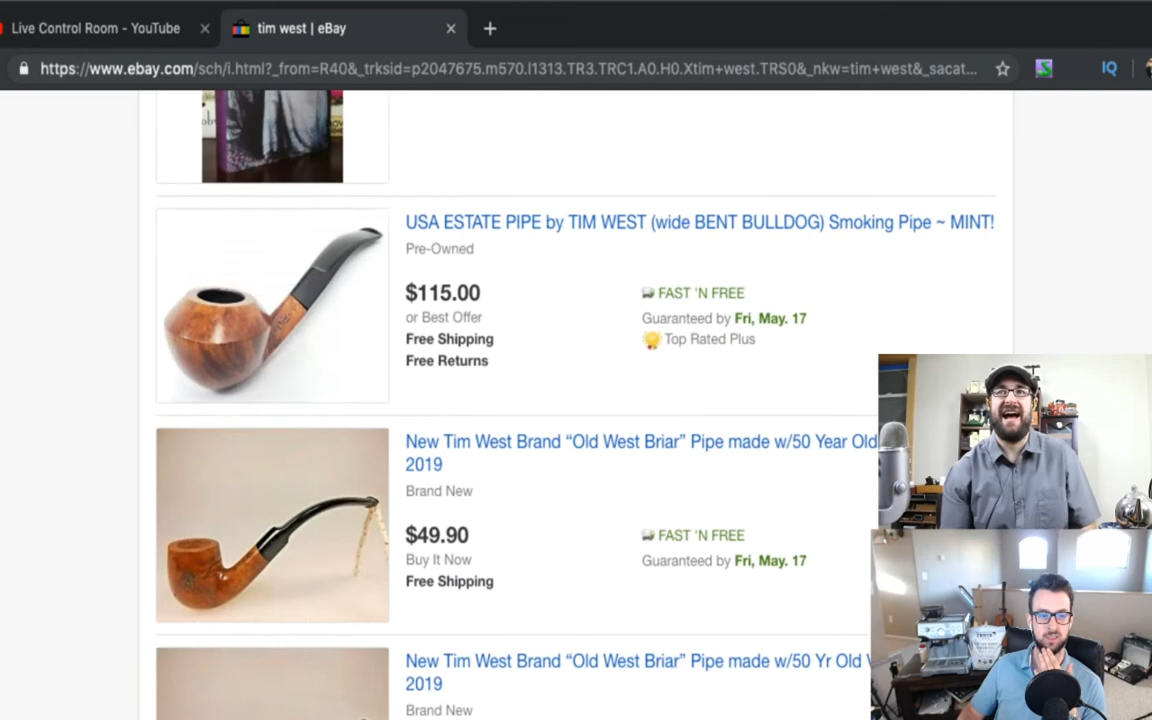 Live Control Room - YouTube
tim west | eBay
https://www.ebay.com/sch/i.html?_from=R40&_trksid=p2047675.m570.l1313.TR3.TRC1.A0.H0.Xtim+west.TRS0&_nkw=tim+west&_sacat...
IQ
USA ESTATE PIPE by TIM WEST (wide BENT BULLDOG) Smoking Pipe ~ MINT!
Pre-Owned
$115.00
or Best Offer
Free Shipping
Free Returns
FAST 'N FREE
Guaranteed by Fri, May. 17
Top Rated Plus
New Tim West Brand “Old West Briar” Pipe made w/50 Year Old
2019
Brand New
$49.90
Buy It Now
Free Shipping
FAST 'N FREE
Guaranteed by Fri, May. 17
New Tim West Brand “Old West Briar” Pipe made w/50 Yr Old
2019
Brand New